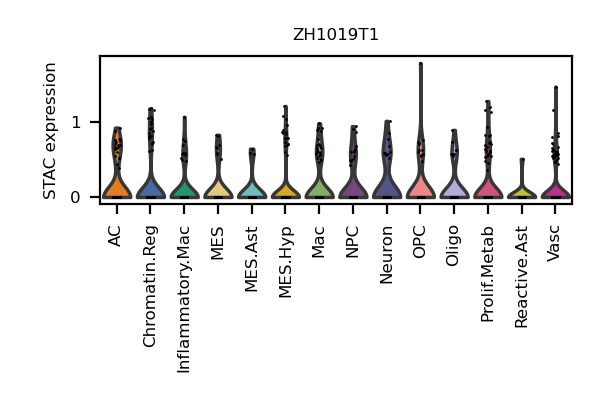 ZH1019T1
STAC expression
1
0
AC
Chromatin.Reg
Inflammatory.Mac
MES
MES.Ast
MES.Hyp
Mac
NPC
Neuron
OPC
Oligo
Prolif.Metab
Reactive.Ast
Vasc